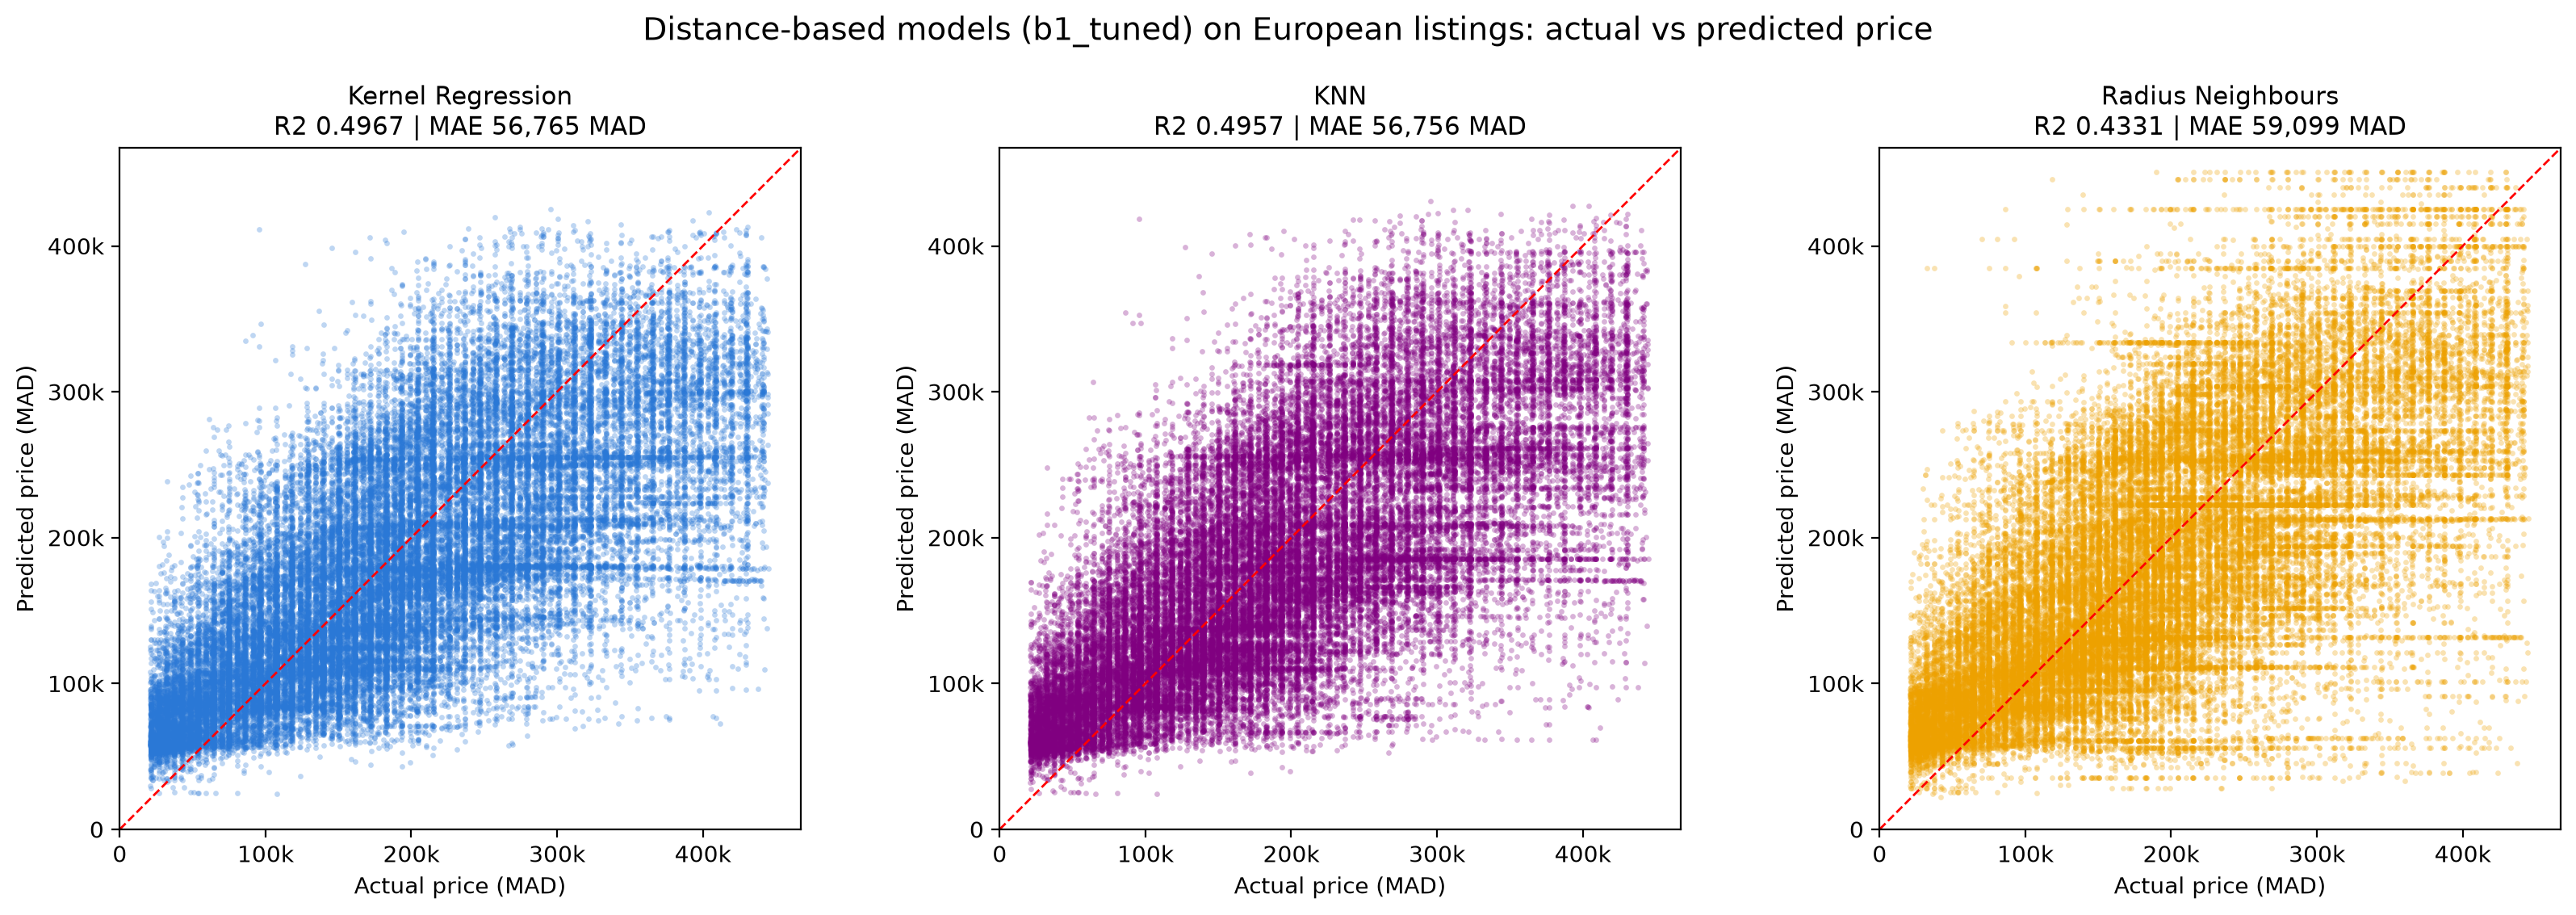 Distance-based models (b1_tuned) on European listings: actual vs predicted price
Kernel Regression
R2 0.4967 | MAE 56,765 MAD
Predicted price (MAD)
400k
300k
200k
100k
0
0 100k 200k 300k 400k
Actual price (MAD)
KNN
R2 0.4957 | MAE 56,756 MAD
Predicted price (MAD)
400k
300k
200k
100k
0
0 100k 200k 300k 400k
Actual price (MAD)
Radius Neighbours
R2 0.4331 | MAE 59,099 MAD
Predicted price (MAD)
400k
300k
200k
100k
0
0 100k 200k 300k 400k
Actual price (MAD)